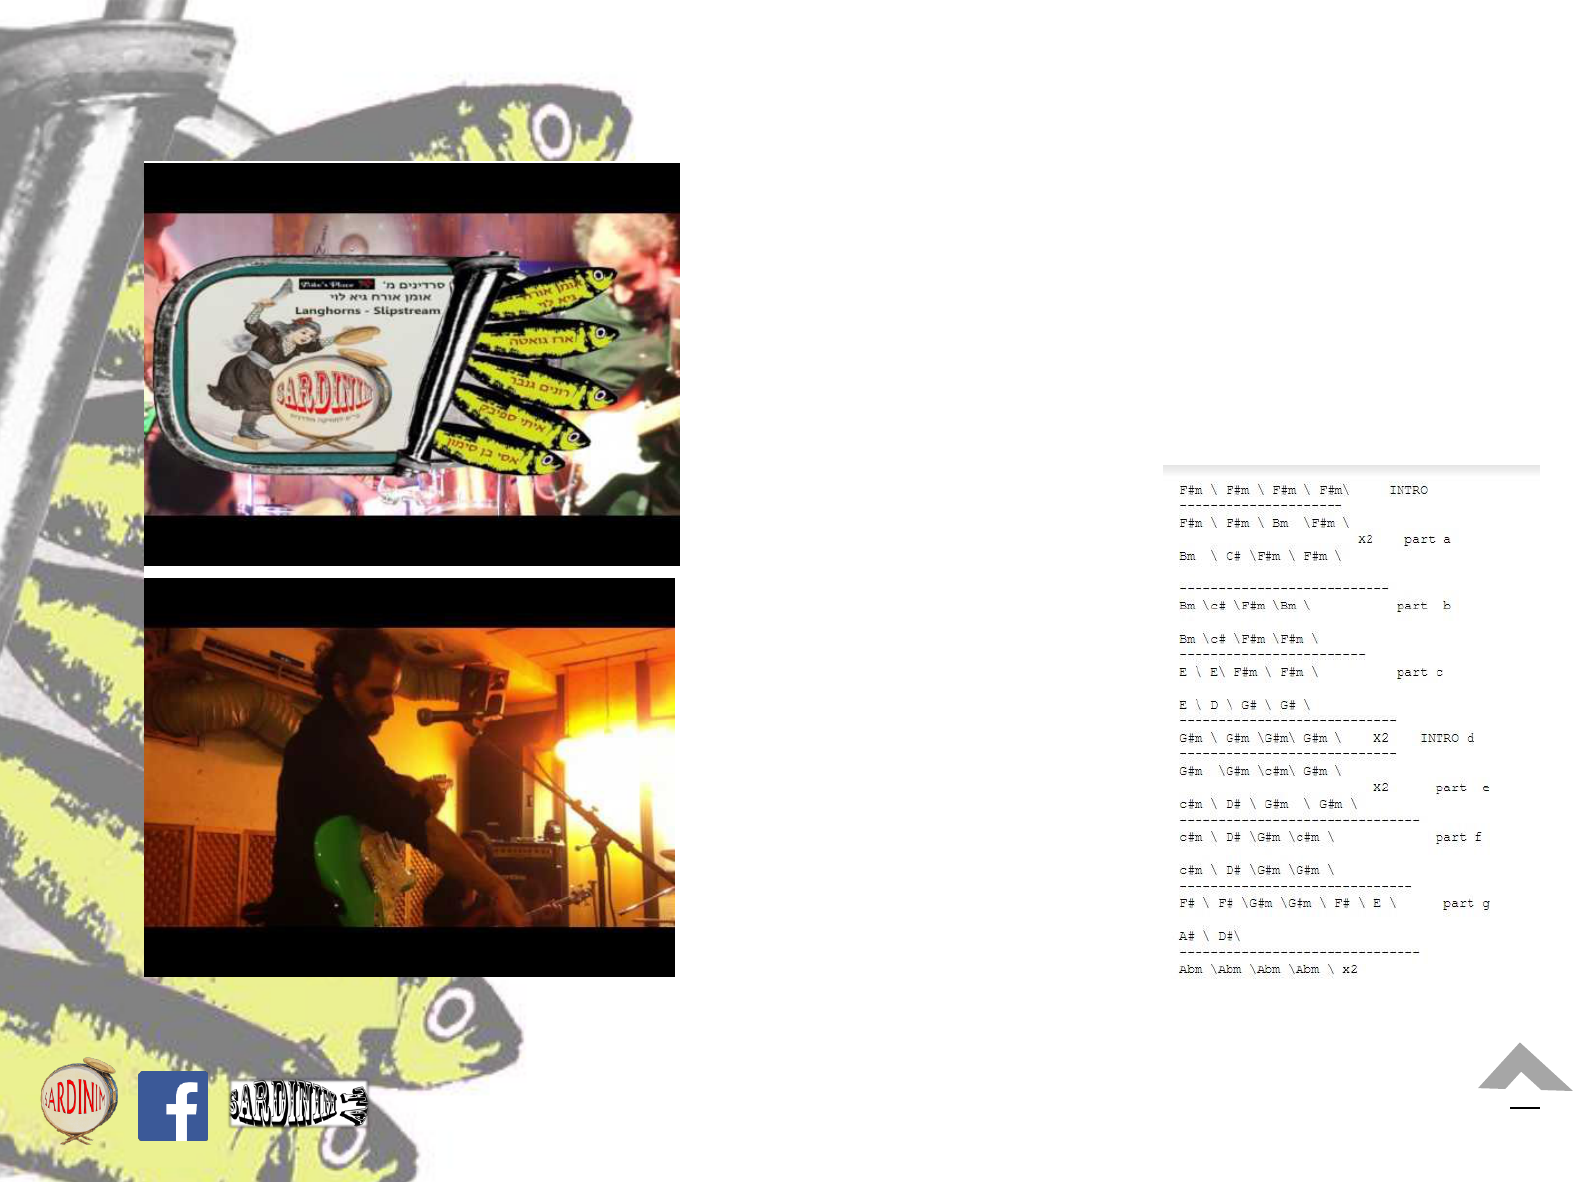 סרדינים מ' Mike's Place
אומן אורח גיא לוי
Langhorns - Slipstream
SARDINIM
אומן אורח
גיא לוי
ארז גואטה
רונים גנבר
איתי ספיבק
אסי בן סימון
F#m \ F#m \ F#m \ F#m\ INTRO
---------------------
F#m \ F#m \ Bm \F#m \
X2 part a
Bm \ C# \F#m \ F#m \
---------------------------
Bm \c# \F#m \Bm \ part b
Bm \c# \F#m \F#m \
------------------------
E \ E\ F#m \ F#m \ part c
E \ D \ G# \ G# \
----------------------------
G#m \ G#m \G#m\ G#m \ X2 INTRO d
----------------------------
G#m \G#m \c#m\ G#m \
X2 part e
c#m \ D# \ G#m \ G#m \
-------------------------------
c#m \ D# \G#m \c#m \ part f
c#m \ D# \G#m \G#m \
------------------------------
F# \ F# \G#m \G#m \ F# \ E \ part g
A# \ D#\
-------------------------------
Abm \Abm \Abm \Abm \ x2
SARDINIM
f
SARDINIM